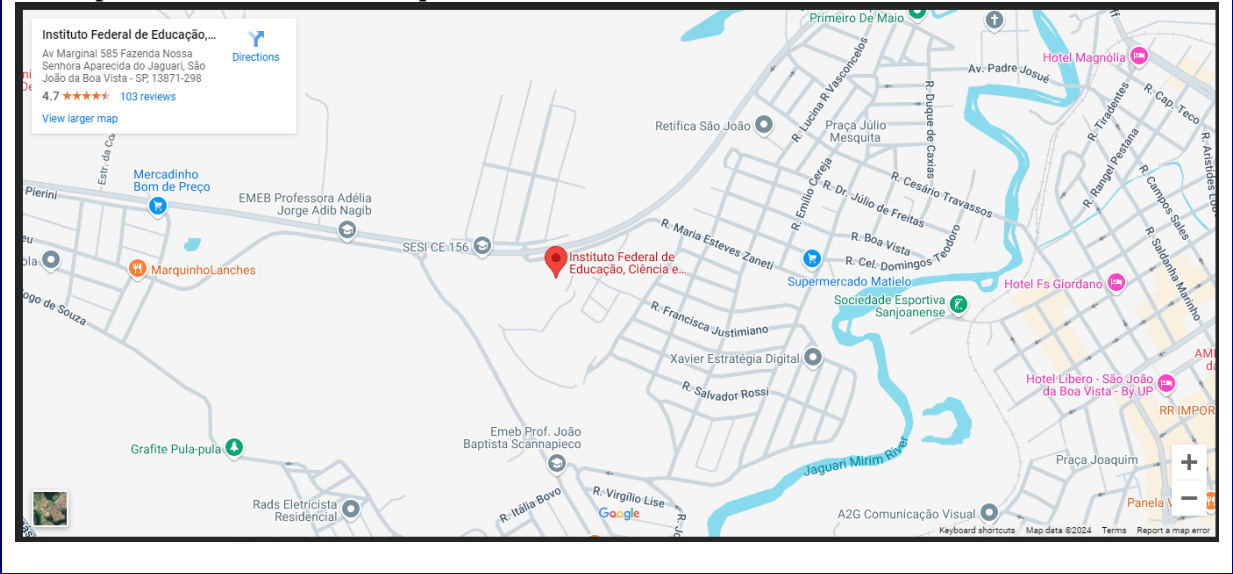 Instituto Federal de Educação,...
Av Marginal 585 Fazenda Nossa
Senhora Aparecida do Jaguari, São
João da Boa Vista - SP, 13871-298
4.7
103 reviews
View larger map
Directions
Primeiro De Maio
Hotel Magnólia
Av. Padre Josué
R. Cap. Teco
R. Tiradentes
R. Lucina R Vasconcelos
R. Duque de Caxias
Retifica São João
Praça Júlio
Mesquita
R. Rangel Pestana
R. Campos Sales
R. Saldanha Marinho
Estr. da
Mercadinho
Bom de Preço
Pierini
EMEB Professora Adélia
Jorge Adib Nagib
R. Emílio Cereja
R. Cesário Travassos
R. Dr. Júlio de Freitas
SESI CE 156
R. Maria Esteves Zaneti
R. Boa Vista
R. Cel. Domingos Teodoro
Instituto Federal de
Educação, Ciência e...
MarquinhoLanches
Supermercado Matielo
Hotel Fs Giordano
Sociedade Esportiva
Sanjoanense
ogo de Souza
R. Francisca Justimiano
Xavier Estratégia Digital
R. Salvador Rossi
Hotel Líbero - São João
da Boa Vista - By UP
RR IMPOR
Emeb Prof. João
Baptista Scannapieco
Grafite Pula-pula
Jaguari Mirim River
Praça Joaquim
+
−
Rads Eletricista
Residencial
R. Itália Bovo
R. Virgílio Lise
Google
A2G Comunicação Visual
Panela
Keyboard shortcuts
Map data ©2024
Terms
Report a map error